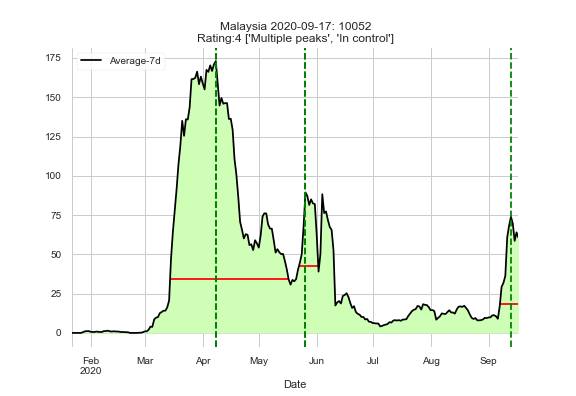 Malaysia 2020-09-17: 10052
Rating:4 ['Multiple peaks', 'In control']
Average-7d
175
150
125
100
75
50
25
0
Feb Mar Apr May Jun Jul Aug Sep
2020
Date